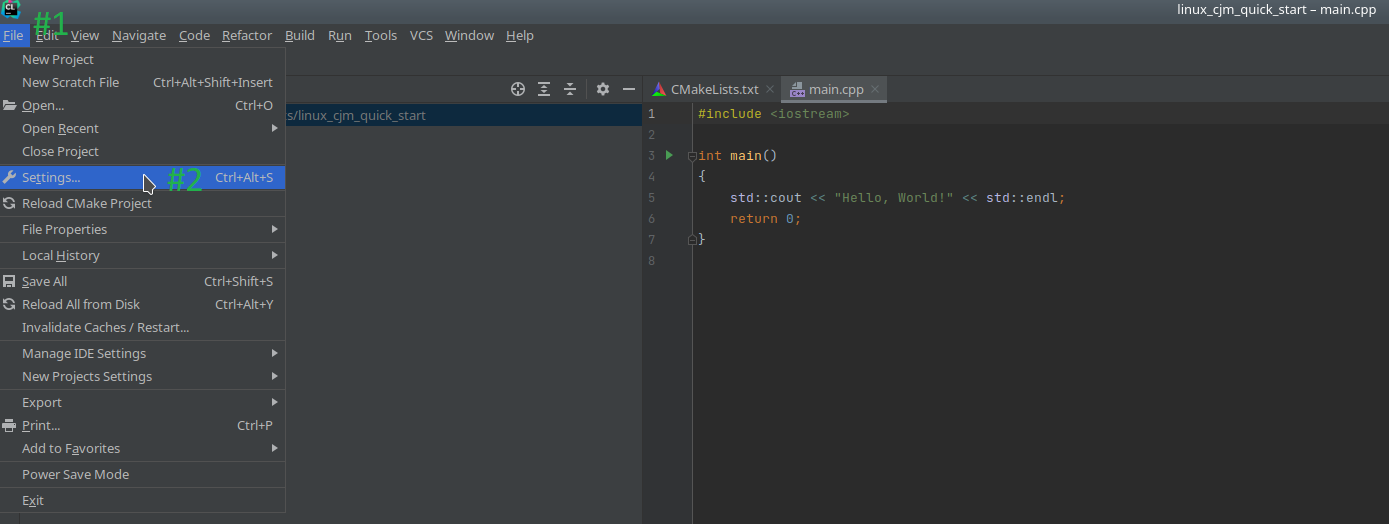 CL
linux_cjm_quick_start – main.cpp
#1
File Edit View Navigate Code Refactor Build Run Tools VCS Window Help
New Project
New Scratch File Ctrl+Alt+Shift+Insert
Open... Ctrl+O
Open Recent
Close Project
Settings... #2 Ctrl+Alt+S
Reload CMake Project
File Properties
Local History
Save All Ctrl+Shift+S
Reload All from Disk Ctrl+Alt+Y
Invalidate Caches / Restart...
Manage IDE Settings
New Projects Settings
Export
Print... Ctrl+P
Add to Favorites
Power Save Mode
Exit
s/linux_cjm_quick_start
CMakeLists.txt main.cpp
1 #include <iostream>
2
3 int main()
4 {
5 std::cout << "Hello, World!" << std::endl;
6 return 0;
7 }
8